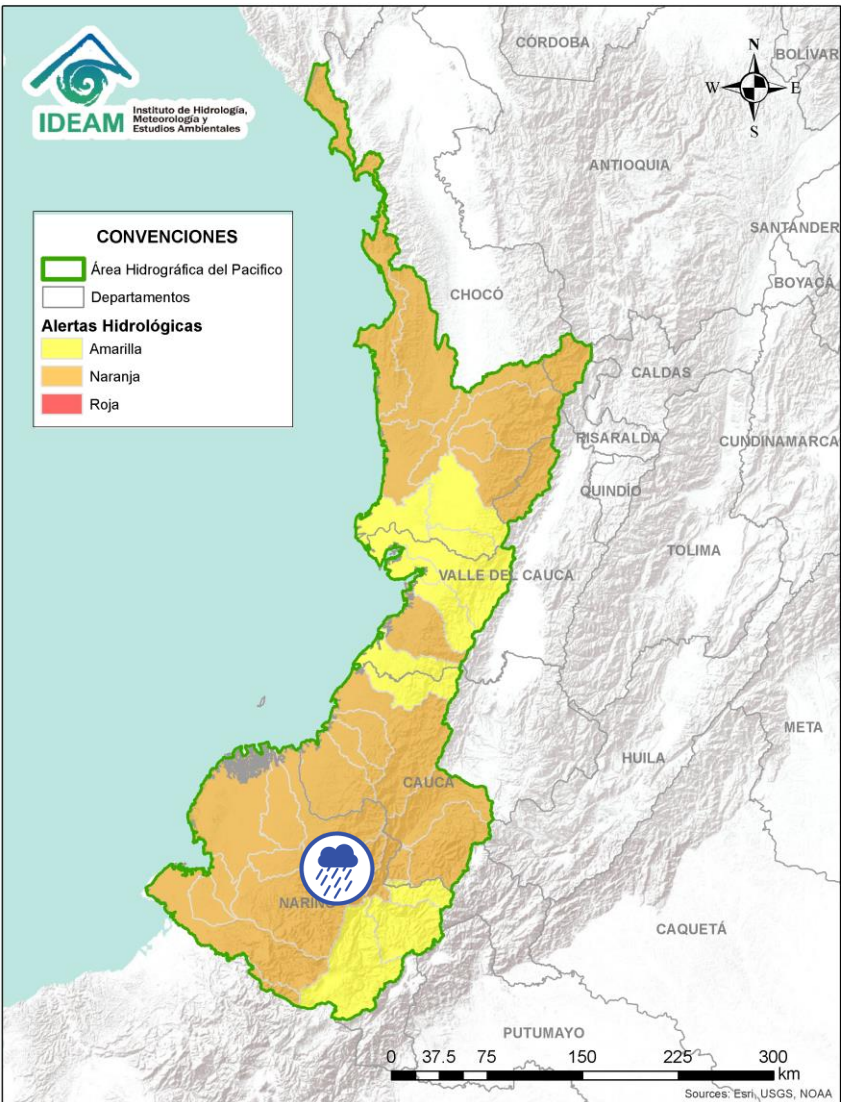 IDEAM
Instituto de Hidrología,
Meteorología y
Estudios Ambientales
N
W
E
S
CÓRDOBA
BOLIVAR
ANTIOQUIA
SANTANDER
BOYACÁ
CHOCÓ
CONVENCIONES
Área Hidrográfica del Pacifico
Departamentos
Alertas Hidrológicas
Amarilla
Naranja
Roja
CALDAS
RISARALDA
CUNDINAMARCA
QUINDÍO
TOLIMA
VALLE DEL CAUCA
META
HUILA
CAUCA
NARIÑO
CAQUETÁ
PUTUMAYO
0 37.5 75 150 225 300
km
Sources: Esri, USGS, NOAA